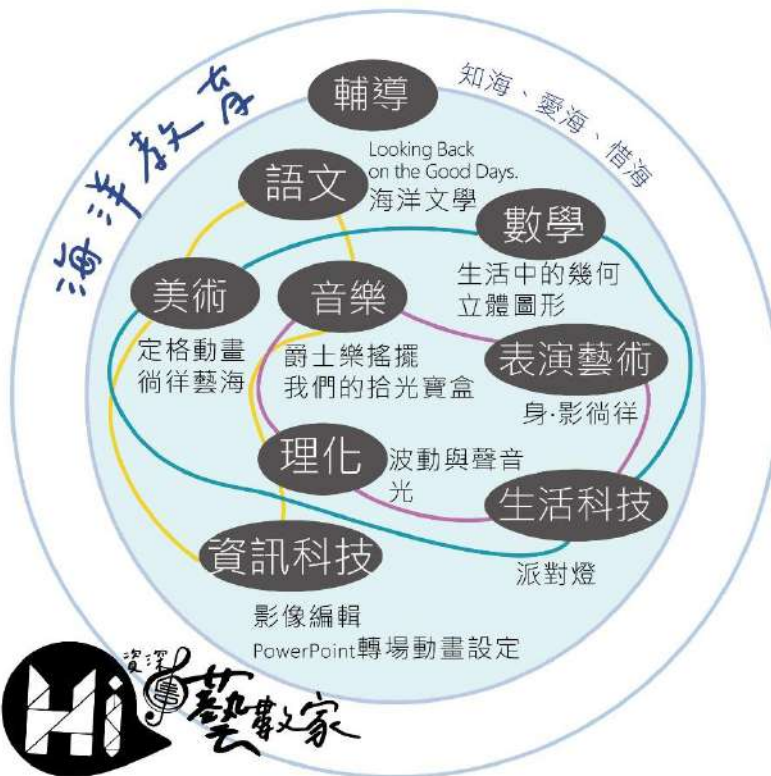 海洋教育
知海、愛海、惜海
輔導
語文
Looking Back
on the Good Days.
海洋文學
數學
生活中的幾何
立體圖形
美術
定格動畫
徜徉藝海
音樂
爵士樂搖擺
我們的拾光寶盒
表演藝術
身·影徜徉
理化
波動與聲音
光
生活科技
派對燈
資訊科技
影像編輯
PowerPoint轉場動畫設定
Hi
資深
藝數家